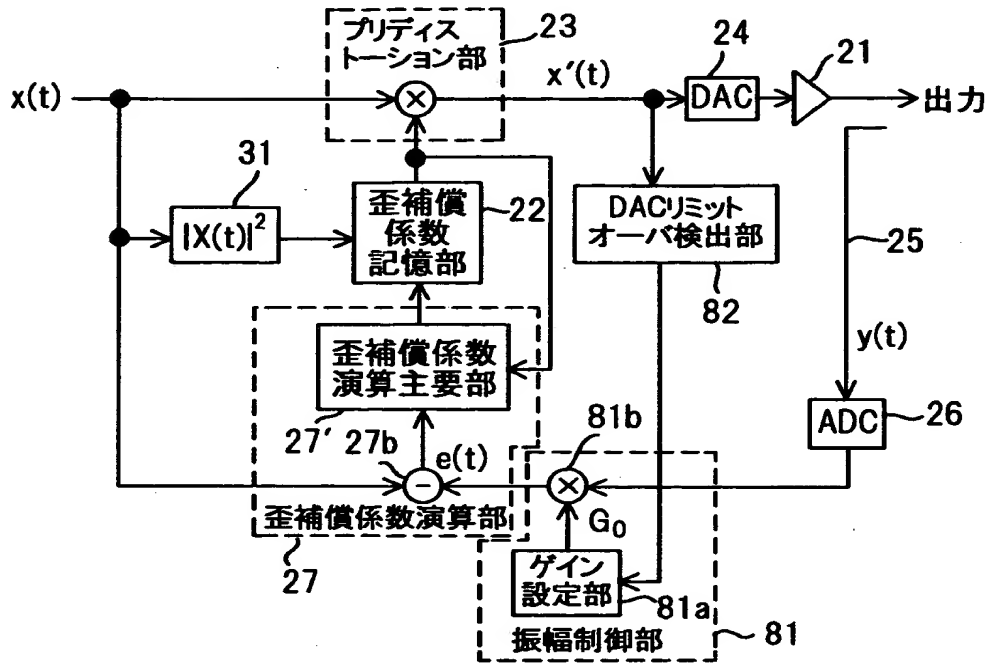 プリディス
トーション部
23
x(t)
x′(t)
24
DAC
21
出力
31
|X(t)|²
歪補償
係数
記憶部
22
DACリミット
オーバ検出部
82
25
y(t)
歪補償係数
演算主要部
27′
27b
e(t)
81b
ADC
26
歪補償係数演算部
27
G₀
ゲイン
設定部
81a
振幅制御部
81